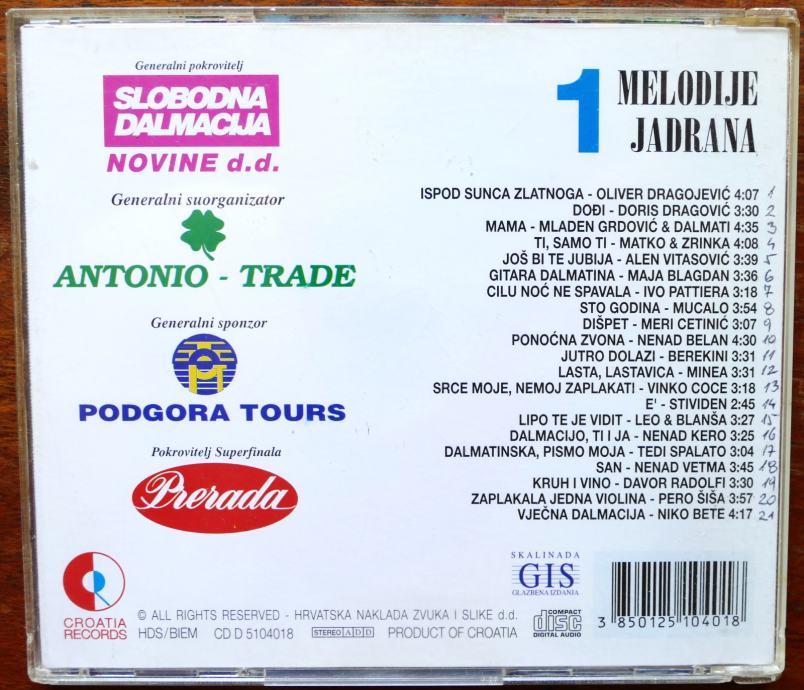 Generalni pokrovitelj
SLOBODNA
DALMACIJA
NOVINE d.d.
Generalni suorganizator
ANTONIO - TRADE
Generalni sponzor
PODGORA TOURS
Pokrovitelj Superfinala
Prerada
1 MELODIJE
JADRANA
ISPOD SUNCA ZLATNOGA - OLIVER DRAGOJEVIĆ 4:07 1
DOĐI - DORIS DRAGOVIĆ 3:30 2
MAMA - MLADEN GRDOVIĆ & DALMATI 4:35 3
TI, SAMO TI - MATKO & ZRINKA 4:08 4
JOŠ BI TE JUBIJA - ALEN VITASOVIĆ 3:39 5
GITARA DALMATINA - MAJA BLAGDAN 3:36 6
CILU NOĆ NE SPAVALA - IVO PATTIERA 3:18 7
STO GODINA - MUCALO 3:54 8
DIŠPET - MERI CETINIĆ 3:07 9
PONOĆNA ZVONA - NENAD BELAN 4:30 10
JUTRO DOLAZI - BEREKINI 3:31 11
LASTA, LASTAVICA - MINEA 3:31 12
SRCE MOJE, NEMOJ ZAPLAKATI - VINKO COCE 3:18 13
E' - STIVIDEN 2:45 14
LIPO TE JE VIDIT - LEO & BLANŠA 3:27 15
DALMACIJO, TI I JA - NENAD KERO 3:25 16
DALMATINSKA, PISMO MOJA - TEDI SPALATO 3:04 17
SAN - NENAD VETMA 3:45 18
KRUH I VINO - DAVOR RADOLFI 3:30 19
ZAPLAKALA JEDNA VIOLINA - PERO ŠIŠA 3:57 20
VJEČNA DALMACIJA - NIKO BETE 4:17 21
CROATIA
RECORDS
© ALL RIGHTS RESERVED - HRVATSKA NAKLADA ZVUKA I SLIKE d.d.
HDS/BIEM CD D 5104018 STEREO ADD PRODUCT OF CROATIA
SKALINADA
GIS
GLAZBENA IZDANJA
COMPACT
disc
DIGITAL AUDIO
3 850125 104018